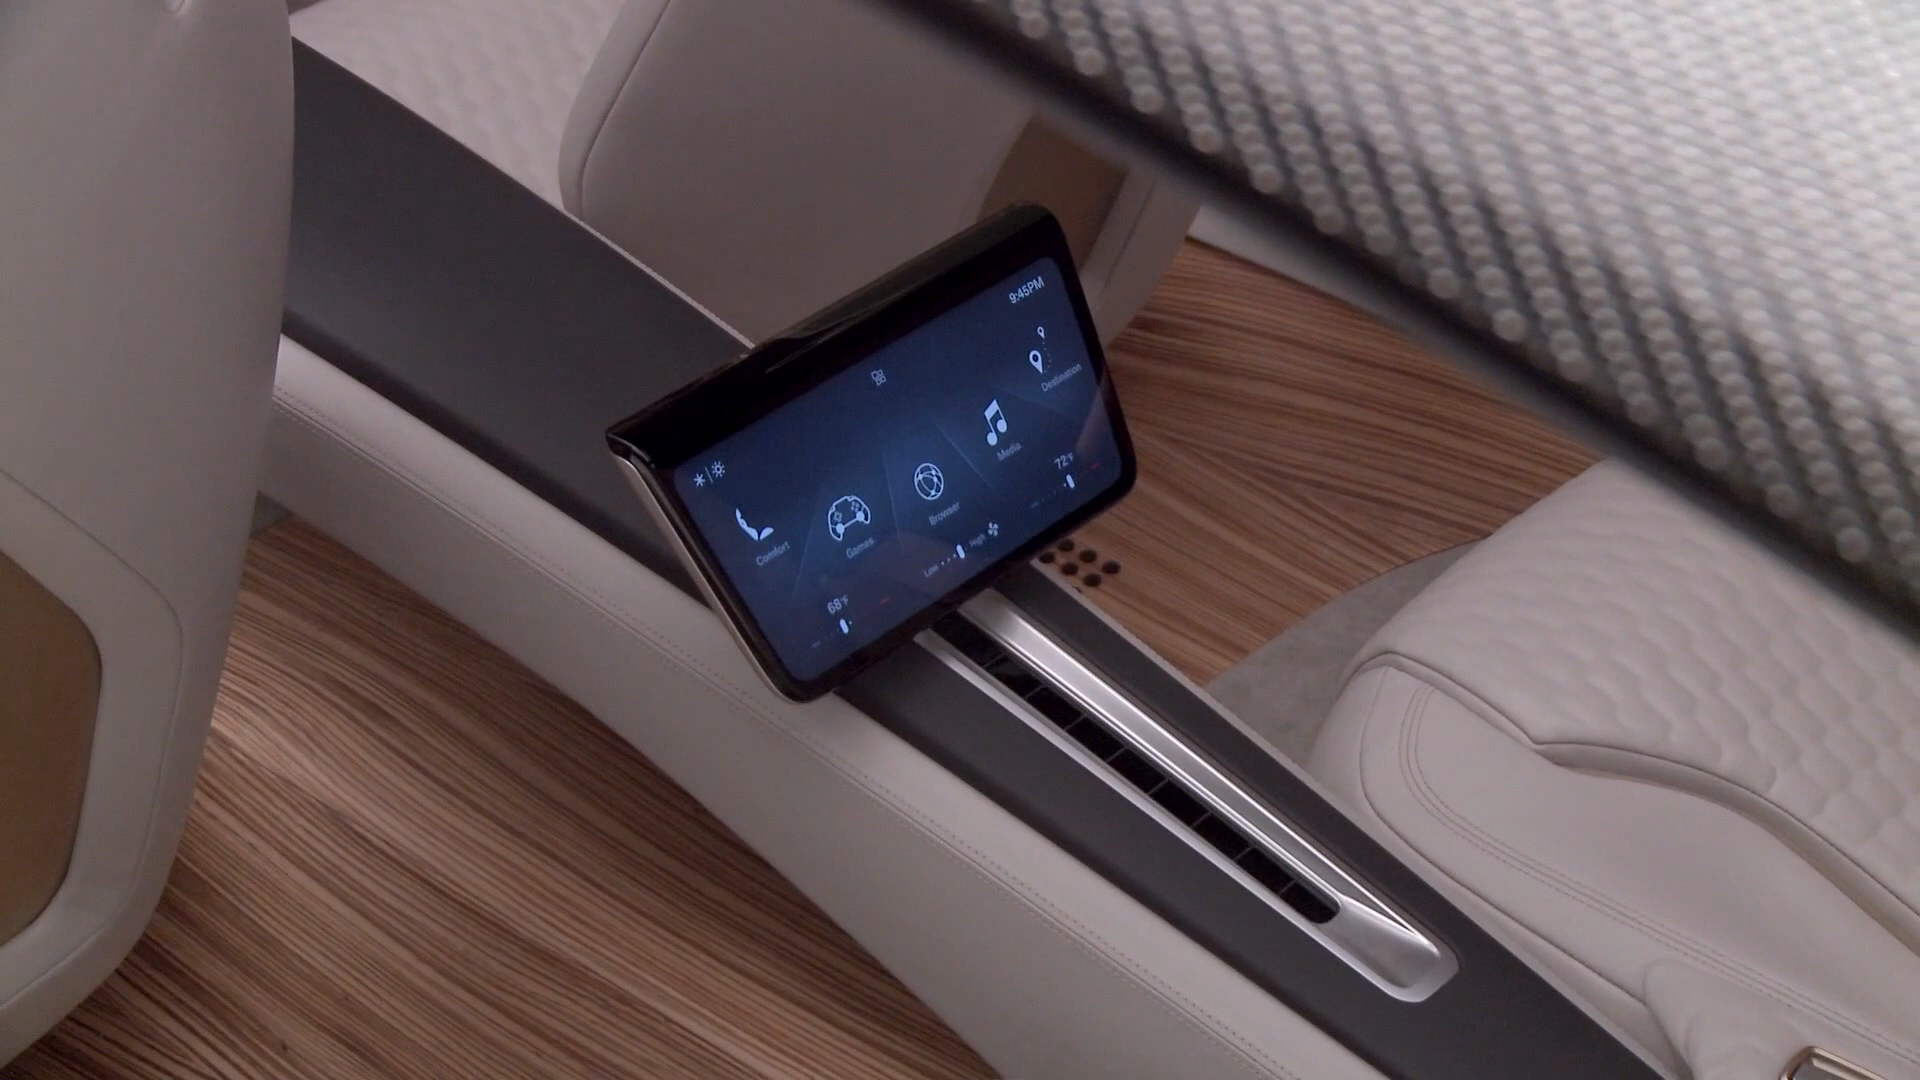 9:45PM
Destination
Media
Browser
Games
Comfort
72°F
Low
High
68°F